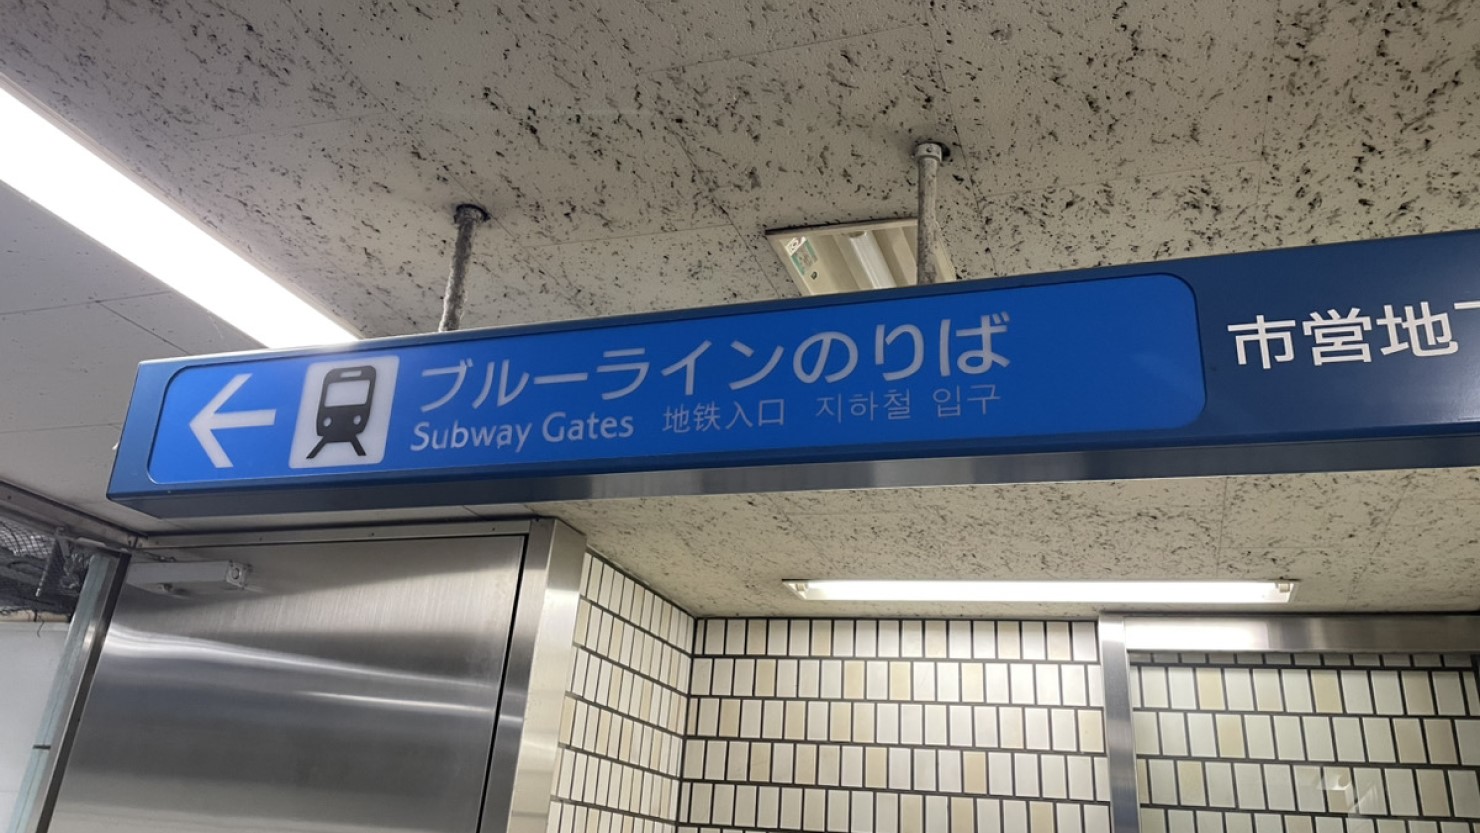 ブルーラインのりば
Subway Gates 地铁入口 지하철 입구
市営地下